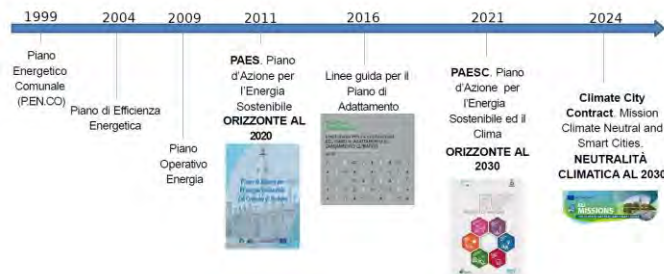 1999
2004
2009
2011
2016
2021
2024
Piano
Energetico
Comunale
(P.EN.CO)
Piano di Efficienza
Energetica
Piano
Operativo
Energia
PAES. Piano
d'Azione per
l'Energia
Sostenibile
ORIZZONTE AL
2020
Linee guida per il
Piano di
Adattamento
PAESC. Piano
d'Azione per
l'Energia
Sostenibile ed il
Clima
ORIZZONTE AL
2030
Climate City
Contract. Mission
Climate Neutral and
Smart Cities.
NEUTRALITÀ
CLIMATICA AL 2030
MISSIONS